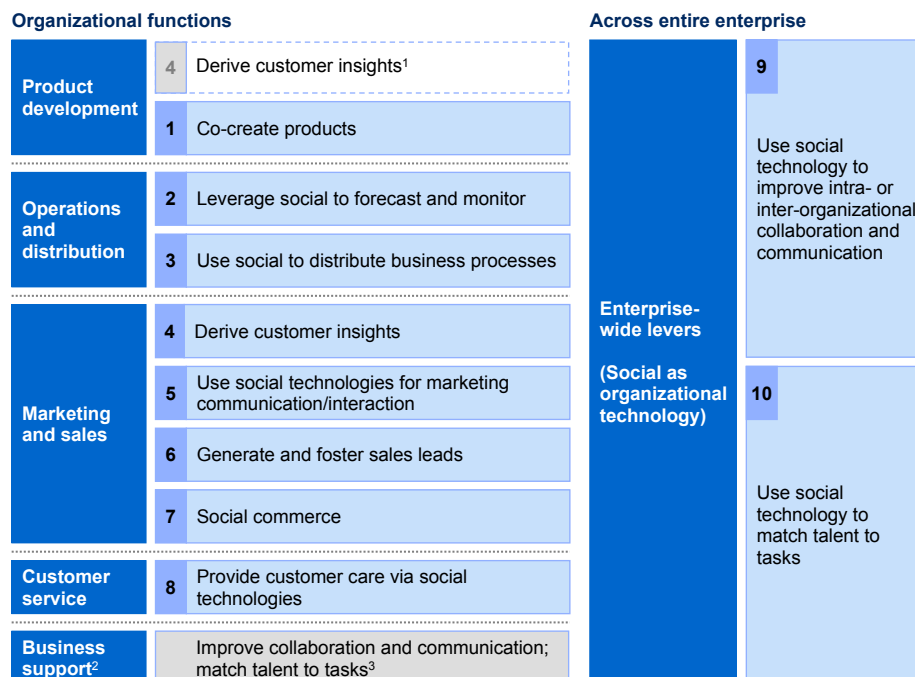 Organizational functions
Product
development
4
Derive customer insights¹
1
Co-create products
Operations
and
distribution
2
Leverage social to forecast and monitor
3
Use social to distribute business processes
Marketing
and sales
4
Derive customer insights
5
Use social technologies for marketing
communication/interaction
6
Generate and foster sales leads
7
Social commerce
Customer
service
8
Provide customer care via social
technologies
Business
support²
Improve collaboration and communication;
match talent to tasks³
Across entire enterprise
Enterprise-
wide levers
(Social as
organizational
technology)
9
Use social
technology to
improve intra- or
inter-organizational
collaboration and
communication
10
Use social
technology to
match talent to
tasks